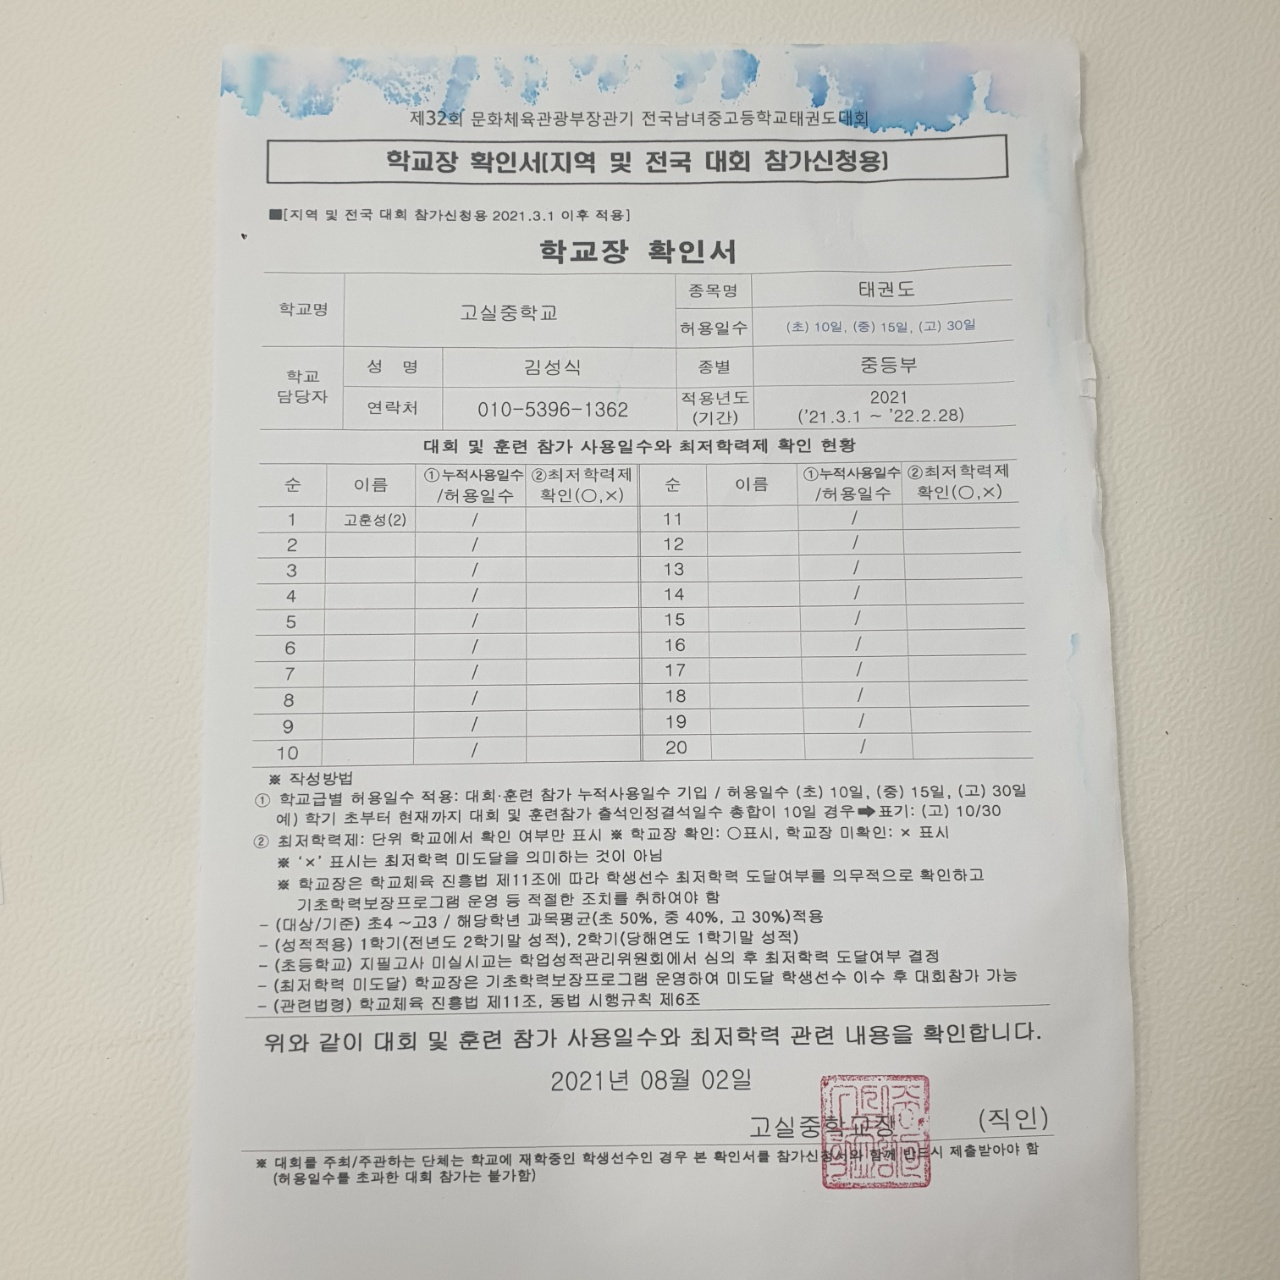 제32회 문화체육관광부장관기 전국남녀중고등학교태권도대회
학교장 확인서(지역 및 전국 대회 참가신청용)
■[지역 및 전국 대회 참가신청용 2021.3.1 이후 적용]
학교장 확인서
학교명 고실중학교 종목명 태권도
허용일수 (초) 10일, (중) 15일, (고) 30일
학교 담당자 성 명 김성식 종별 중등부
연락처 010-5396-1362 적용년도 (기간) 2021 ('21.3.1 ~ '22.2.28)
대회 및 훈련 참가 사용일수와 최저학력제 확인 현황
순 이름 ①누적사용일수 /허용일수 ②최저학력제 확인(○,×) 순 이름 ①누적사용일수 /허용일수 ②최저학력제 확인(○,×)
1 고훈성(2) / 11 /
2 / 12 /
3 / 13 /
4 / 14 /
5 / 15 /
6 / 16 /
7 / 17 /
8 / 18 /
9 / 19 /
10 / 20 /
※ 작성방법
① 학교급별 허용일수 적용: 대회·훈련 참가 누적사용일수 기입 / 허용일수 (초) 10일, (중) 15일, (고) 30일
예) 학기 초부터 현재까지 대회 및 훈련참가 출석인정결석일수 총합이 10일 경우➡표기: (고) 10/30
② 최저학력제: 단위 학교에서 확인 여부만 표시 ※ 학교장 확인: ○표시, 학교장 미확인: × 표시
※ '×' 표시는 최저학력 미도달을 의미하는 것이 아님
※ 학교장은 학교체육 진흥법 제11조에 따라 학생선수 최저학력 도달여부를 의무적으로 확인하고
기초학력보장프로그램 운영 등 적절한 조치를 취하여야 함
- (대상/기준) 초4 ~고3 / 해당학년 과목평균(초 50%, 중 40%, 고 30%)적용
- (성적적용) 1학기(전년도 2학기말 성적), 2학기(당해연도 1학기말 성적)
- (초등학교) 지필고사 미실시교는 학업성적관리위원회에서 심의 후 최저학력 도달여부 결정
- (최저학력 미도달) 학교장은 기초학력보장프로그램 운영하여 미도달 학생선수 이수 후 대회참가 가능
- (관련법령) 학교체육 진흥법 제11조, 동법 시행규칙 제6조
위와 같이 대회 및 훈련 참가 사용일수와 최저학력 관련 내용을 확인합니다.
2021년 08월 02일
고실중학교장 (직인)
※ 대회를 주최/주관하는 단체는 학교에 재학중인 학생선수인 경우 본 확인서를 참가신청서와 함께 반드시 제출받아야 함
(허용일수를 초과한 대회 참가는 불가함)